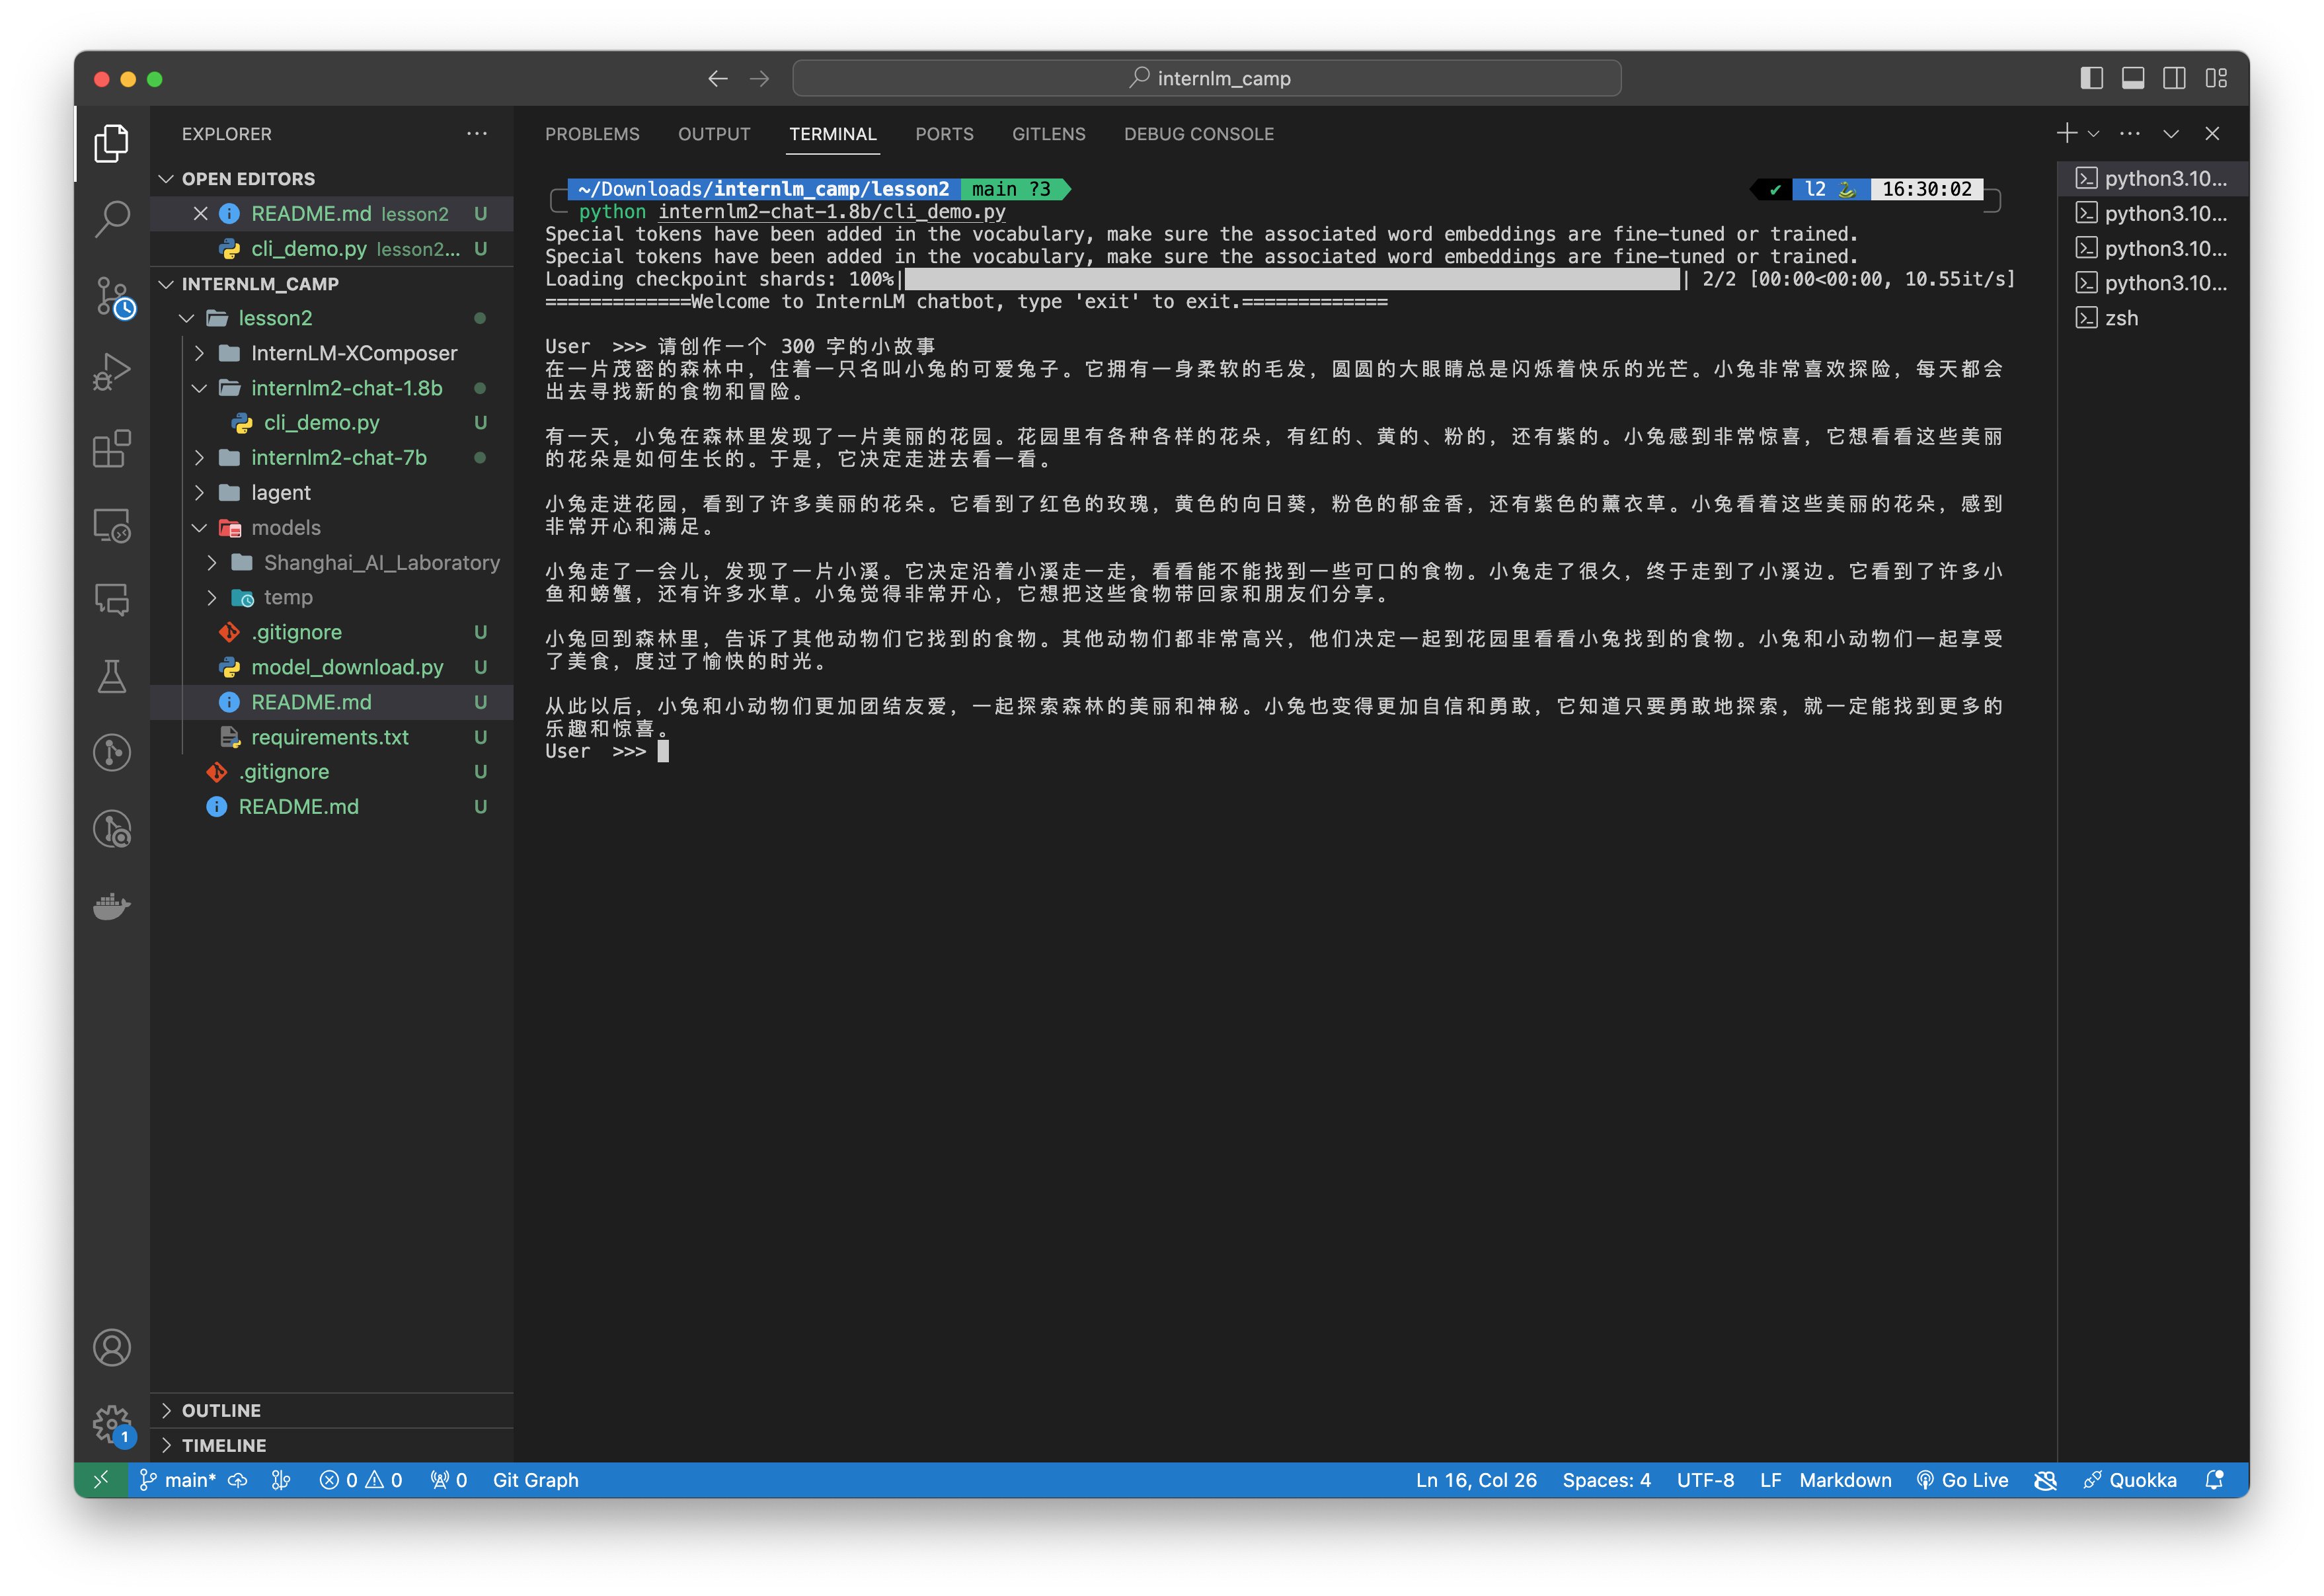 internlm_camp
EXPLORER
OPEN EDITORS
README.md lesson2 U
cli_demo.py lesson2... U
INTERNLM_CAMP
lesson2
InternLM-XComposer
internlm2-chat-1.8b
cli_demo.py U
internlm2-chat-7b
lagent
models
Shanghai_AI_Laboratory
temp
.gitignore U
model_download.py U
README.md U
requirements.txt U
.gitignore U
README.md U
OUTLINE
TIMELINE
PROBLEMS OUTPUT TERMINAL PORTS GITLENS DEBUG CONSOLE
~/Downloads/internlm_camp/lesson2 main ?3 ✔ l2 🐍 16:30:02
python internlm2-chat-1.8b/cli_demo.py
Special tokens have been added in the vocabulary, make sure the associated word embeddings are fine-tuned or trained.
Special tokens have been added in the vocabulary, make sure the associated word embeddings are fine-tuned or trained.
Loading checkpoint shards: 100%| | 2/2 [00:00<00:00, 10.55it/s]
=============Welcome to InternLM chatbot, type 'exit' to exit.=============
User >>> 请创作一个 300 字的小故事
在一片茂密的森林中，住着一只名叫小兔的可爱兔子。它拥有一身柔软的毛发，圆圆的大眼睛总是闪烁着快乐的光芒。小兔非常喜欢探险，每天都会
出去寻找新的食物和冒险。
有一天，小兔在森林里发现了一片美丽的花园。花园里有各种各样的花朵，有红的、黄的、粉的，还有紫的。小兔感到非常惊喜，它想看看这些美丽
的花朵是如何生长的。于是，它决定走进去看一看。
小兔走进花园，看到了许多美丽的花朵。它看到了红色的玫瑰，黄色的向日葵，粉色的郁金香，还有紫色的薰衣草。小兔看着这些美丽的花朵，感到
非常开心和满足。
小兔走了一会儿，发现了一片小溪。它决定沿着小溪走一走，看看能不能找到一些可口的食物。小兔走了很久，终于走到了小溪边。它看到了许多小
鱼和螃蟹，还有许多水草。小兔觉得非常开心，它想把这些食物带回家和朋友们分享。
小兔回到森林里，告诉了其他动物们它找到的食物。其他动物们都非常高兴，他们决定一起到花园里看看小兔找到的食物。小兔和小动物们一起享受
了美食，度过了愉快的时光。
从此以后，小兔和小动物们更加团结友爱，一起探索森林的美丽和神秘。小兔也变得更加自信和勇敢，它知道只要勇敢地探索，就一定能找到更多的
乐趣和惊喜。
User >>>
python3.10...
python3.10...
python3.10...
python3.10...
zsh
1
main* 0 0 0 Git Graph Ln 16, Col 26 Spaces: 4 UTF-8 LF Markdown Go Live Quokka